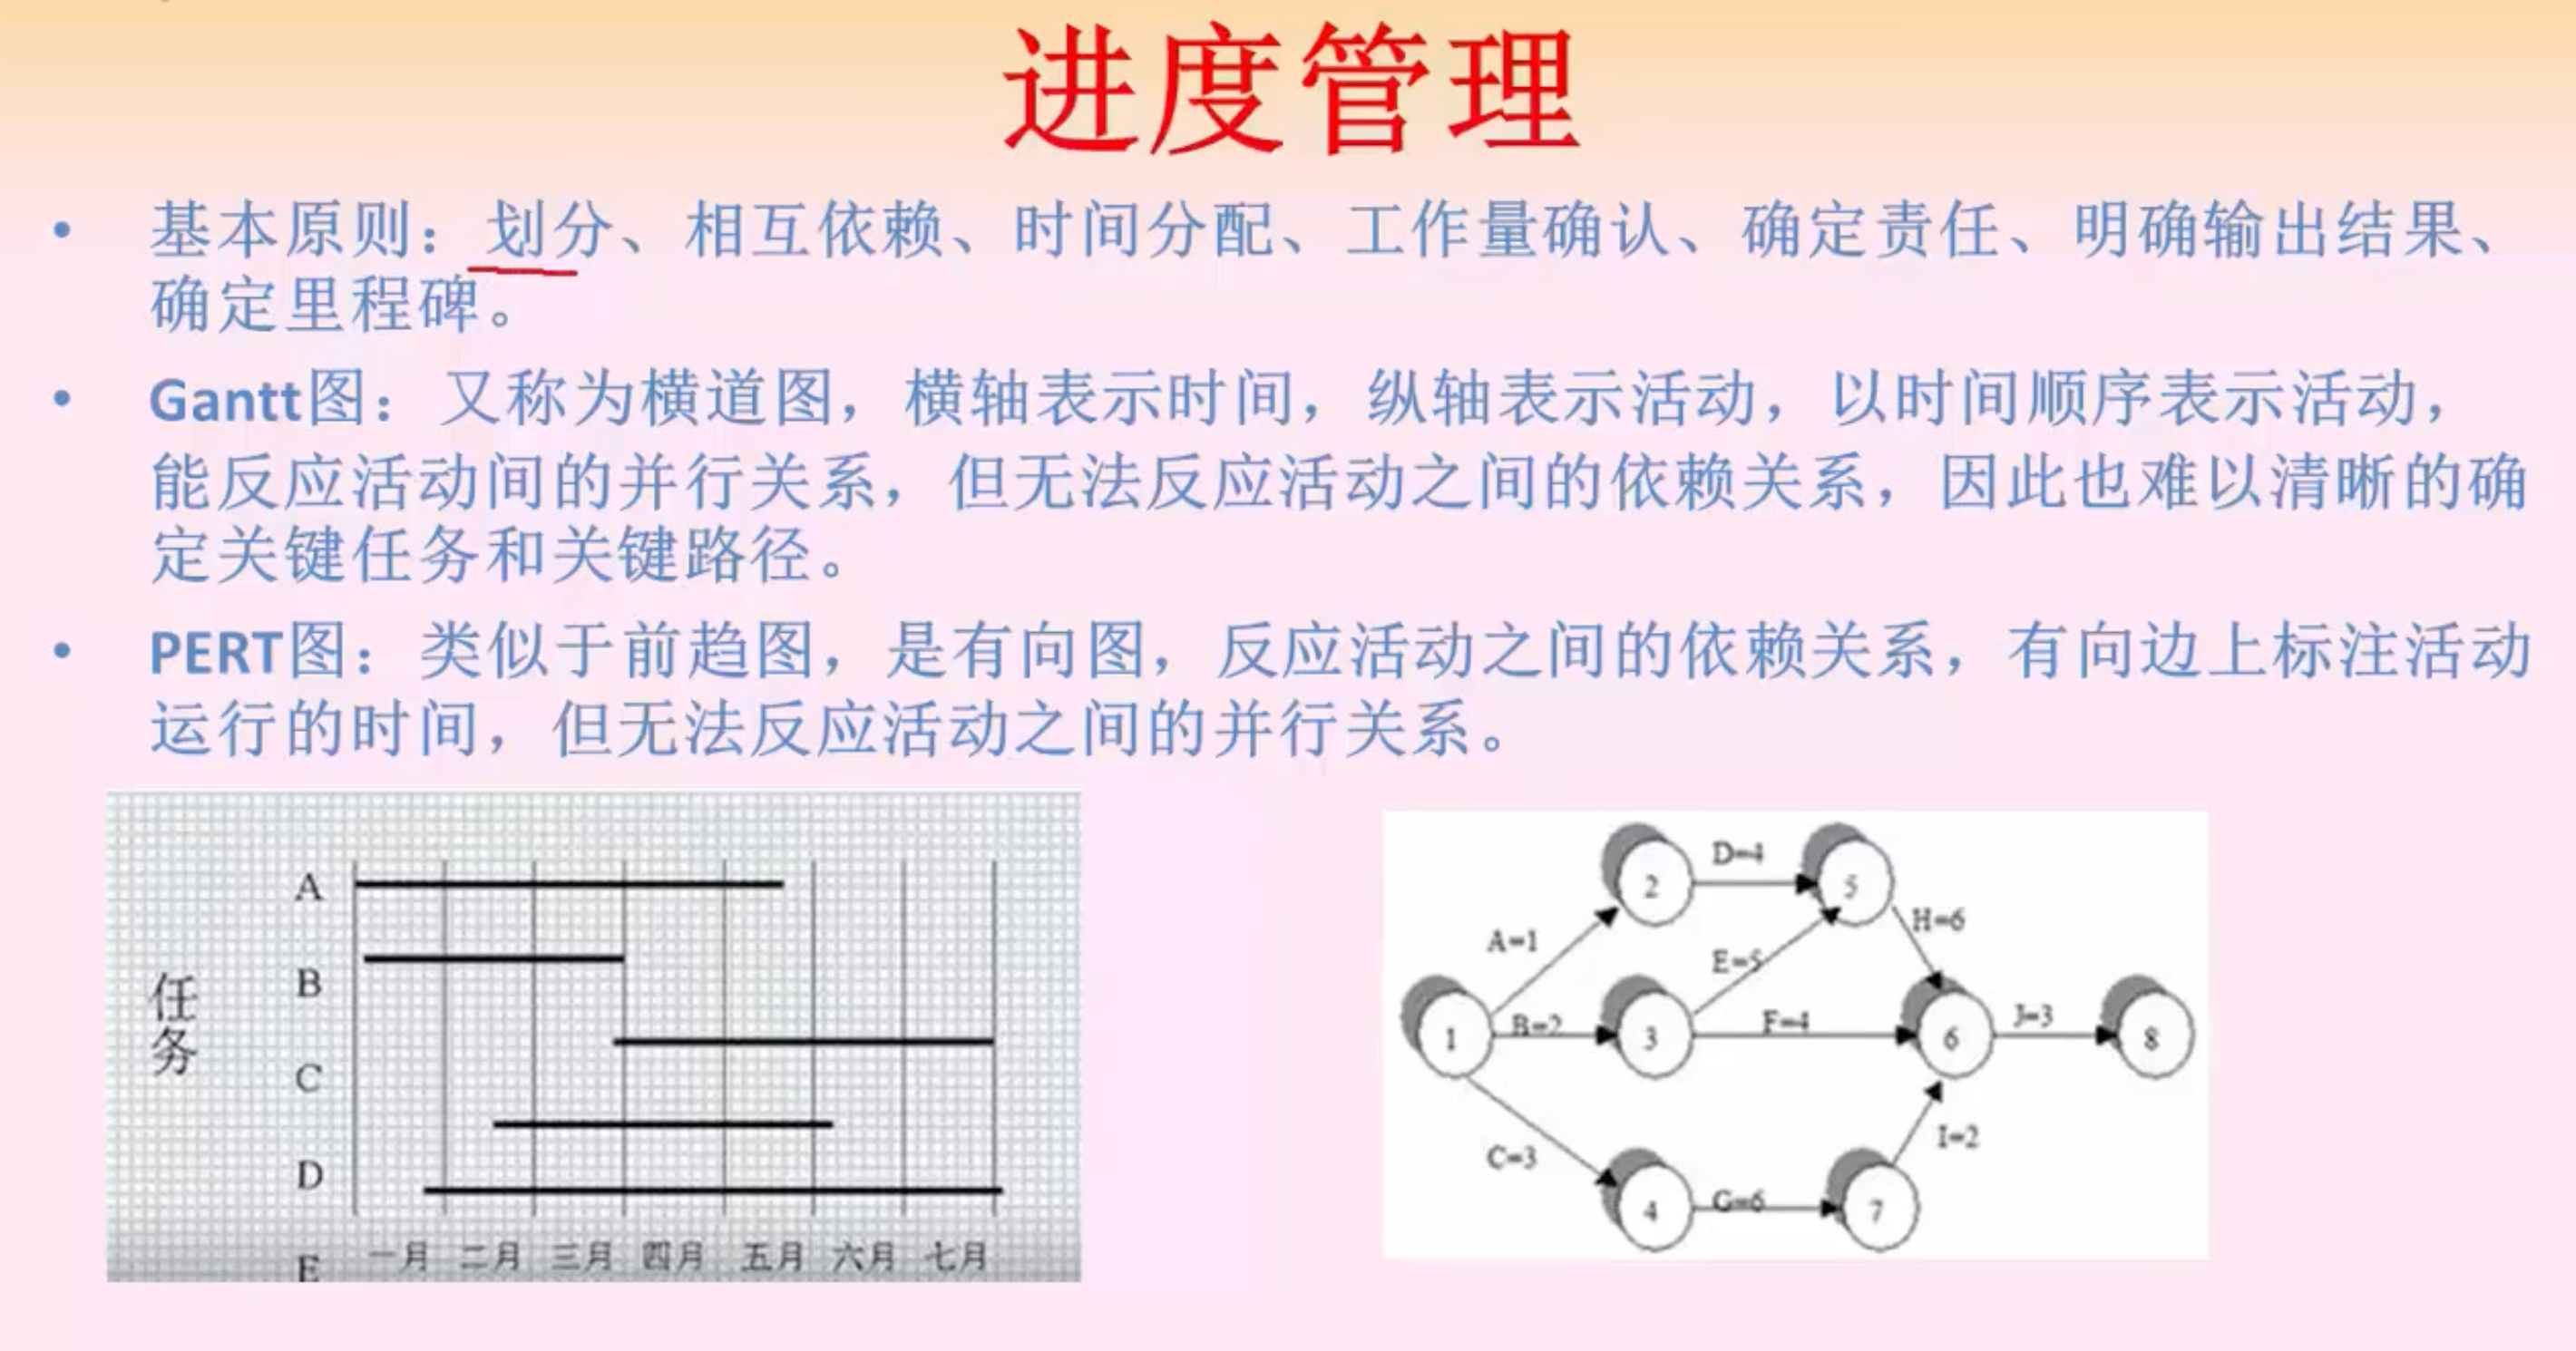 进度管理
• 基本原则：划分、相互依赖、时间分配、工作量确认、确定责任、明确输出结果、
确定里程碑。
• Gantt图：又称为横道图，横轴表示时间，纵轴表示活动，以时间顺序表示活动，
能反应活动间的并行关系，但无法反应活动之间的依赖关系，因此也难以清晰的确
定关键任务和关键路径。
• PERT图：类似于前趋图，是有向图，反应活动之间的依赖关系，有向边上标注活动
运行的时间，但无法反应活动之间的并行关系。
任务
A
B
C
D
E
一月 二月 三月 四月 五月 六月 七月
2 D=4 5
A=1 H=6
E=5
1 B=2 3 F=4 6 J=3 8
C=3 I=2
4 G=6 7